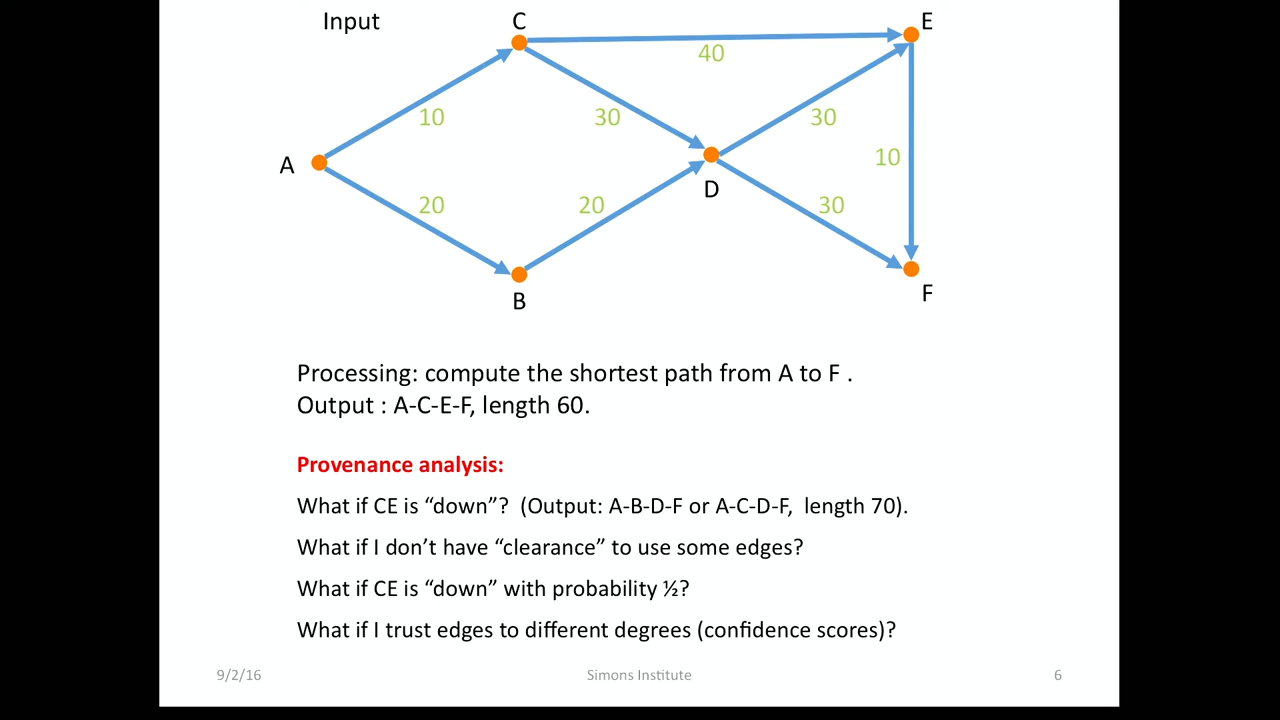 Input
C
E
40
10
30
30
A
10
D
20
20
30
B
F
Processing: compute the shortest path from A to F .
Output : A-C-E-F, length 60.
Provenance analysis:
What if CE is “down”?  (Output: A-B-D-F or A-C-D-F,  length 70).
What if I don’t have “clearance” to use some edges?
What if CE is “down” with probability ½?
What if I trust edges to different degrees (confidence scores)?
9/2/16
Simons Institute
6